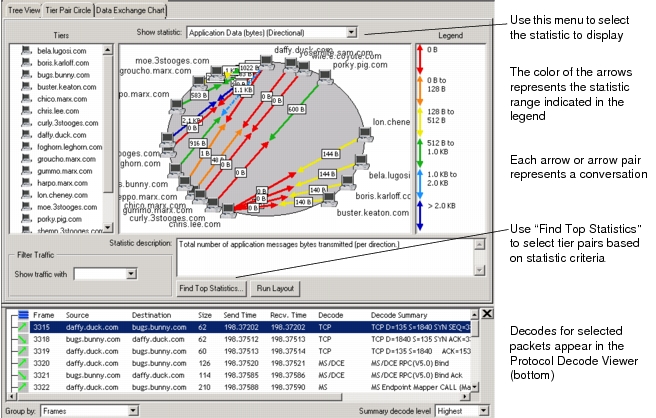 Tree View Tier Pair Circle Data Exchange Chart
Show statistic: Application Data (bytes) (Directional)
Tiers
bela.lugosi.com
boris.karloff.com
bugs.bunny.com
buster.keaton.com
chico.marx.com
chris.lee.com
curly.3stooges.com
daffy.duck.com
foghorn.leghorn.com
groucho.marx.com
gummo.marx.com
harpo.marx.com
lon.cheney.com
moe.3stooges.com
porky.pig.com
shemp.3stooges.com
daffy.duck.com
yosemite.sam.com
wile.e.coyote.com
porky.pig.com
moe.3stooges.com
groucho.marx.com
po.marx.com
lon.chene
ooges.com
ghorn.com
s.bunny.com
ppo.marx.com
chico.marx.com
gummo.marx.com
curly.3stooges.com
chris.lee.com
bela.lugosi
boris.karloff.cc
buster.keaton.com
1022 B
503 B
1.1 KB
2.1 KB
0 B
600 B
0 B
916 B
1 B
48 B
0 B
144 B
144 B
140 B
140 B
0 B
0 B
0 B
Legend
0 B
0 B to
128 B
128 B to
512 B
512 B to
1.0 KB
1.0 KB to
2.0 KB
> 2.0 KB
Statistic description: Total number of application messages bytes transmitted (per direction.)
Filter Traffic
Show traffic with
Find Top Statistics... Run Layout
Frame Source Destination Size Send Time Recv. Time Decode Decode Summary
3315 daffy.duck.com bugs.bunny.com 62 198.37202 198.37202 TCP TCP D=135 S=1840 SYN SEQ=3
3318 bugs.bunny.com daffy.duck.com 62 198.37512 198.37513 TCP TCP D=1840 S=135 SYN ACK=3
3319 daffy.duck.com bugs.bunny.com 60 198.37513 198.37514 TCP TCP D=135 S=1840 ACK=153
3320 daffy.duck.com bugs.bunny.com 126 198.37520 198.37521 MS/DCE MS/DCE RPC(V5.0) Bind
3321 bugs.bunny.com daffy.duck.com 114 198.37585 198.37586 MS/DCE MS/DCE RPC(V5.0) Bind Ack
3322 daffy.duck.com bugs.bunny.com 210 198.37588 198.37590 MS MS Endpoint Mapper CALL (Ma
Group by: Frames Summary decode level Highest
Use this menu to select
the statistic to display
The color of the arrows
represents the statistic
range indicated in the
legend
Each arrow or arrow pair
represents a conversation
Use "Find Top Statistics"
to select tier pairs based
on statistic criteria
Decodes for selected
packets appear in the
Protocol Decode Viewer
(bottom)